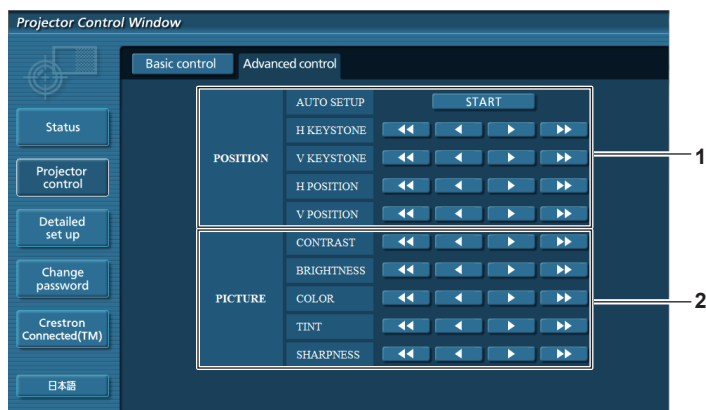 Projector Control Window
Basic control
Advanced control
Status
Projector
control
Detailed
set up
Change
password
Crestron
Connected(TM)
日本語
POSITION
AUTO SETUP
START
H KEYSTONE
V KEYSTONE
H POSITION
V POSITION
PICTURE
CONTRAST
BRIGHTNESS
COLOR
TINT
SHARPNESS
1
2